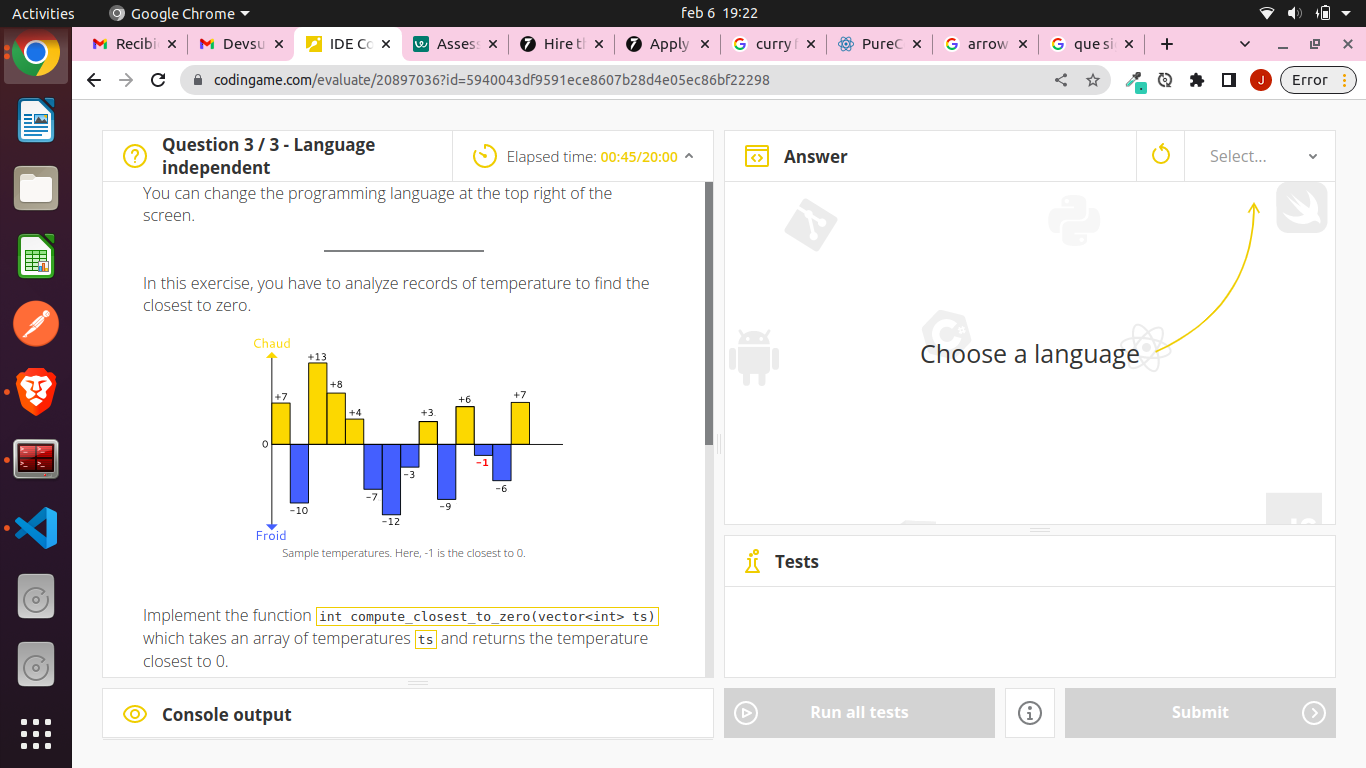 Activities
Google Chrome
feb 6 19:22
Recibi
Devsu
IDE Co
Assess
Hire th
Apply
curry f
PureC
arrow
que si
codingame.com/evaluate/20897036?id=5940043df9591ece8607b28d4e05ec86bf22298
J
Error
Question 3 / 3 - Language
independent
Elapsed time: 00:45/20:00
You can change the programming language at the top right of the
screen.
In this exercise, you have to analyze records of temperature to find the
closest to zero.
Chaud
+13
+8
+7
+4
+3
+6
+7
0
-10
-7
-12
-3
-9
-1
-6
Froid
Sample temperatures. Here, -1 is the closest to 0.
Implement the function int compute_closest_to_zero(vector<int> ts)
which takes an array of temperatures ts and returns the temperature
closest to 0.
Console output
Answer
Select...
Choose a language
Tests
Run all tests
Submit